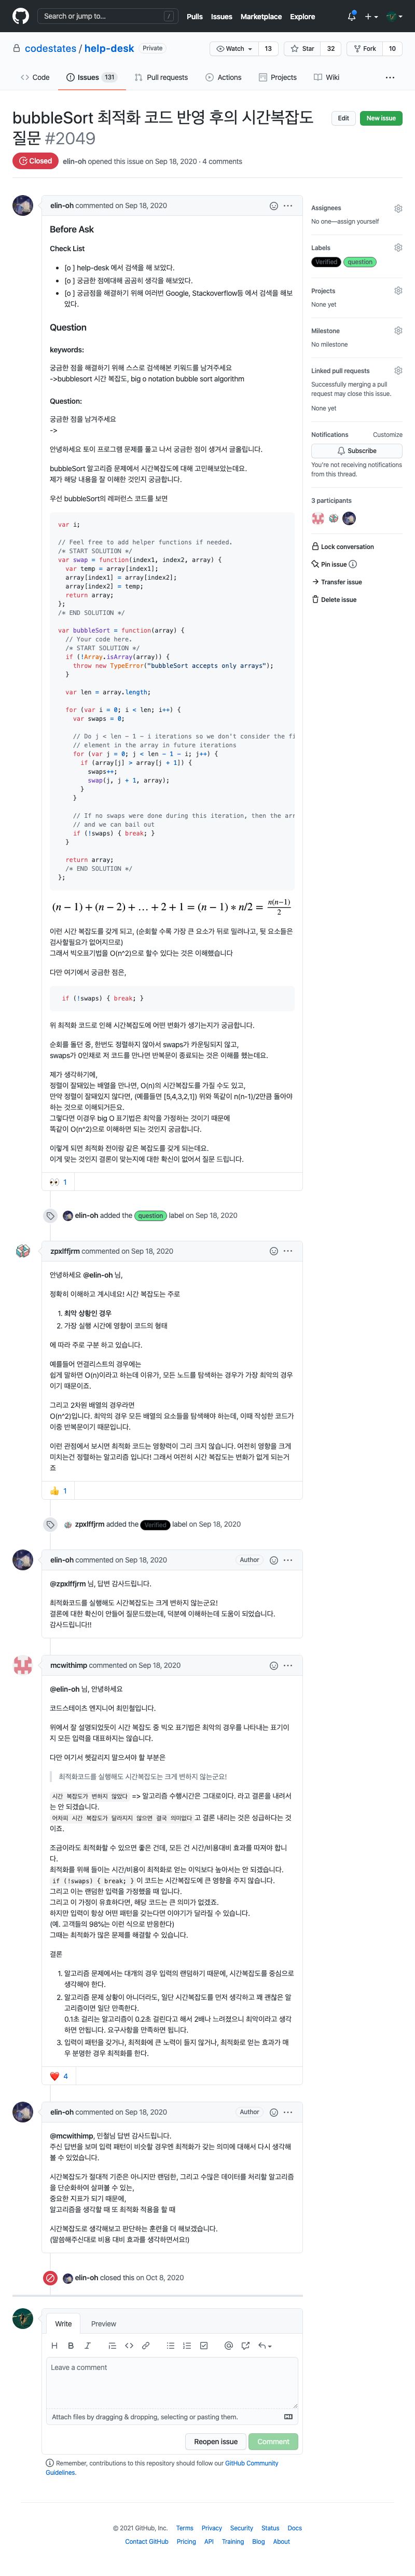 Search or jump to...
/
Pulls Issues Marketplace Explore
codestates / help-desk Private
Watch 13 Star 32 Fork 10
Code Issues 131 Pull requests Actions Projects Wiki
bubbleSort 최적화 코드 반영 후의 시간복잡도
질문 #2049
Edit New issue
Closed elin-oh opened this issue on Sep 18, 2020 · 4 comments
elin-oh commented on Sep 18, 2020
Before Ask
Check List
[o ] help-desk 에서 검색을 해 보았다.
[o ] 궁금한 점에대해 곰곰히 생각을 해보았다.
[o ] 궁금점을 해결하기 위해 여러번 Google, Stackoverflow등 에서 검색을 해보
았다.
Question
keywords:
궁금한 점을 해결하기 위해 스스로 검색해본 키워드를 남겨주세요
->bubblesort 시간 복잡도, big o notation bubble sort algorithm
Question:
궁금한 점을 남겨주세요
->
안녕하세요 토이 프로그램 문제를 풀고 나서 궁금한 점이 생겨서 글올립니다.
bubbleSort 알고리즘 문제에서 시간복잡도에 대해 고민해보았는데요.
제가 해당 내용을 잘 이해한 것인지 궁금합니다.
우선 bubbleSort의 레퍼런스 코드를 보면
var i;
// Feel free to add helper functions if needed.
/* START SOLUTION */
var swap = function(index1, index2, array) {
var temp = array[index1];
array[index1] = array[index2];
array[index2] = temp;
return array;
};
/* END SOLUTION */
var bubbleSort = function(array) {
// Your code here.
/* START SOLUTION */
if (!Array.isArray(array)) {
throw new TypeError("bubbleSort accepts only arrays");
}
var len = array.length;
for (var i = 0; i < len; i++) {
var swaps = 0;
// Do j < len - 1 - i iterations so we don't consider the fi
// element in the array in future iterations
for (var j = 0; j < len - 1 - i; j++) {
if (array[j] > array[j + 1]) {
swaps++;
swap(j, j + 1, array);
}
}
// If no swaps were done during this iteration, then the arr
// and we can bail out
if (!swaps) { break; }
}
return array;
/* END SOLUTION */
};
(n − 1) + (n − 2) + … + 2 + 1 = (n − 1) * n/2 = n(n−1)/2
이런 시간 복잡도를 갖게 되고, (순회할 수록 가장 큰 요소가 뒤로 밀려나고, 뒷 요소들은
검사할필요가 없어지므로)
그래서 빅오표기법을 O(n^2)으로 할수 있다는 것은 이해했습니다
다만 여기에서 궁금한 점은,
if (!swaps) { break; }
위 최적화 코드로 인해 시간복잡도에 어떤 변화가 생기는지가 궁금합니다.
순회를 돌던 중, 한번도 정렬하지 않아서 swaps가 카운팅되지 않고,
swaps가 0인채로 저 코드를 만나면 반복문이 종료되는 것은 이해를 했는데요.
제가 생각하기에,
정렬이 잘돼있는 배열을 만나면, O(n)의 시간복잡도를 가질 수도 있고,
만약 정렬이 잘돼있지 않다면, (예를들면 [5,4,3,2,1]) 위와 똑같이 n(n-1)/2만큼 돌아야
하는 것으로 이해되거든요.
그렇다면 이경우 big O 표기법은 최악을 가정하는 것이기 때문에
똑같이 O(n^2)으로 이해하면 되는 것인지 궁금합니다.
이렇게 되면 최적화 전이랑 같은 복잡도를 갖게 되는데요.
이게 맞는 것인지 결론이 맞는지에 대한 확신이 없어서 질문 드립니다.
👀 1
elin-oh added the question label on Sep 18, 2020
zpxlffjrm commented on Sep 18, 2020
안녕하세요 @elin-oh 님,
정확히 이해하고 계시네요! 시간 복잡도는 주로
1. 최악 상황인 경우
2. 가장 실행 시간에 영향이 코드의 형태
에 따라 주로 구분 하고 있습니다.
예를들어 연결리스트의 경우에는
쉽게 말하면 O(n)이라고 하는데 이유가, 모든 노드를 탐색하는 경우가 가장 최악의 경우
이기 때문이죠.
그리고 2차원 배열의 경우라면
O(n^2)입니다. 최악의 경우 모든 배열의 요소들을 탐색해야 하는데, 이때 작성한 코드가
이중 반복문이기 때문입니다.
이런 관점에서 보시면 최적화 코드는 영향력이 그리 크지 않습니다. 여전히 영향을 크게
미치는건 정렬하는 알고리즘 입니다! 그래서 여전히 시간 복잡도는 변화가 없게 되는거
죠
👍 1
zpxlffjrm added the Verified label on Sep 18, 2020
elin-oh commented on Sep 18, 2020 Author
@zpxlffjrm 님, 답변 감사드립니다.
최적화코드를 실행해도 시간복잡도는 크게 변하지 않는군요!
결론에 대한 확신이 안들어 질문드렸는데, 덕분에 이해하는데 도움이 되었습니다.
감사드립니다!!
mcwithimp commented on Sep 18, 2020
@elin-oh 님, 안녕하세요
코드스테이츠 엔지니어 최민철입니다.
위에서 잘 설명되었듯이 시간 복잡도 중 빅오 표기법은 최악의 경우를 나타내는 표기이
지 모든 입력을 대표하지는 않습니다.
다만 여기서 헷갈리지 말으셔야 할 부분은
최적화코드를 실행해도 시간복잡도는 크게 변하지 않는군요!
시간 복잡도가 변하지 않았다 => 알고리즘 수행시간은 그대로이다. 라고 결론을 내려서
는 안 되겠습니다.
어차피 시간 복잡도가 달라지지 않으면 결국 의미없다 고 결론 내리는 것은 성급하다는 것
이죠.
조금이라도 최적화할 수 있으면 좋은 건데, 모든 건 시간/비용대비 효과를 따져야 합니
다.
최적화를 위해 들이는 시간/비용이 최적화로 얻는 이익보다 높아서는 안 되겠습니다.
if (!swaps) { break; } 이 코드는 시간복잡도에 큰 영향을 주지 않습니다.
그리고 이는 랜덤한 입력을 가정했을 때 입니다.
그리고 이 가정이 유효하다면, 해당 코드는 큰 의미가 없겠죠.
하지만 입력이 항상 어떤 패턴을 갖는다면 이야기가 달라질 수 있습니다.
(예. 고객들의 98%는 이런 식으로 반응한다)
그때는 최적화가 많은 문제를 해결할 수 있습니다.
결론
1. 알고리즘 문제에서는 대개의 경우 입력의 랜덤하기 때문에, 시간복잡도를 중심으로
생각해야 한다.
2. 알고리즘 문제 상황이 아니더라도, 일단 시간복잡도를 먼저 생각하고 꽤 괜찮은 알
고리즘이면 일단 만족한다.
0.1초 걸리는 알고리즘이 0.2초 걸린다고 해서 2배나 느려졌으니 최악이라고 생각
하면 안됩니다. 요구사항을 만족하면 됩니다.
3. 입력이 패턴을 갖거나, 최적화에 큰 노력이 들지 않거나, 최적화로 얻는 효과가 매
우 분명한 경우 최적화를 한다.
❤️ 4
elin-oh commented on Sep 18, 2020 Author
@mcwithimp, 민철님 답변 감사드립니다.
주신 답변을 보며 입력 패턴이 비슷할 경우엔 최적화가 갖는 의미에 대해서 다시 생각해
볼 수 있었습니다.
시간복잡도가 절대적 기준은 아니지만 랜덤한, 그리고 수많은 데이터를 처리할 알고리즘
을 단순화하여 살펴볼 수 있는,
중요한 지표가 되기 때문에,
알고리즘을 생각할 때 또 최적화 적용을 할 때
시간복잡도로 생각해보고 판단하는 훈련을 더 해보겠습니다.
(말씀해주신대로 비용 대비 효과를 생각하면서요!)
elin-oh closed this on Oct 8, 2020
Write Preview
Leave a comment
Attach files by dragging & dropping, selecting or pasting them.
Reopen issue Comment
Remember, contributions to this repository should follow our GitHub Community
Guidelines.
Assignees
No one—assign yourself
Labels
Verified question
Projects
None yet
Milestone
No milestone
Linked pull requests
Successfully merging a pull
request may close this issue.
None yet
Notifications Customize
Subscribe
You're not receiving notifications
from this thread.
3 participants
Lock conversation
Pin issue
Transfer issue
Delete issue
© 2021 GitHub, Inc. Terms Privacy Security Status Docs
Contact GitHub Pricing API Training Blog About